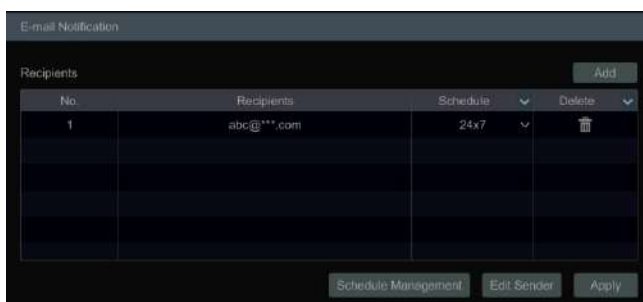 E-mail Notification
Recipients Add
No. Recipients Schedule Delete
1 abc@***.com 24x7
Schedule Management Edit Sender Apply